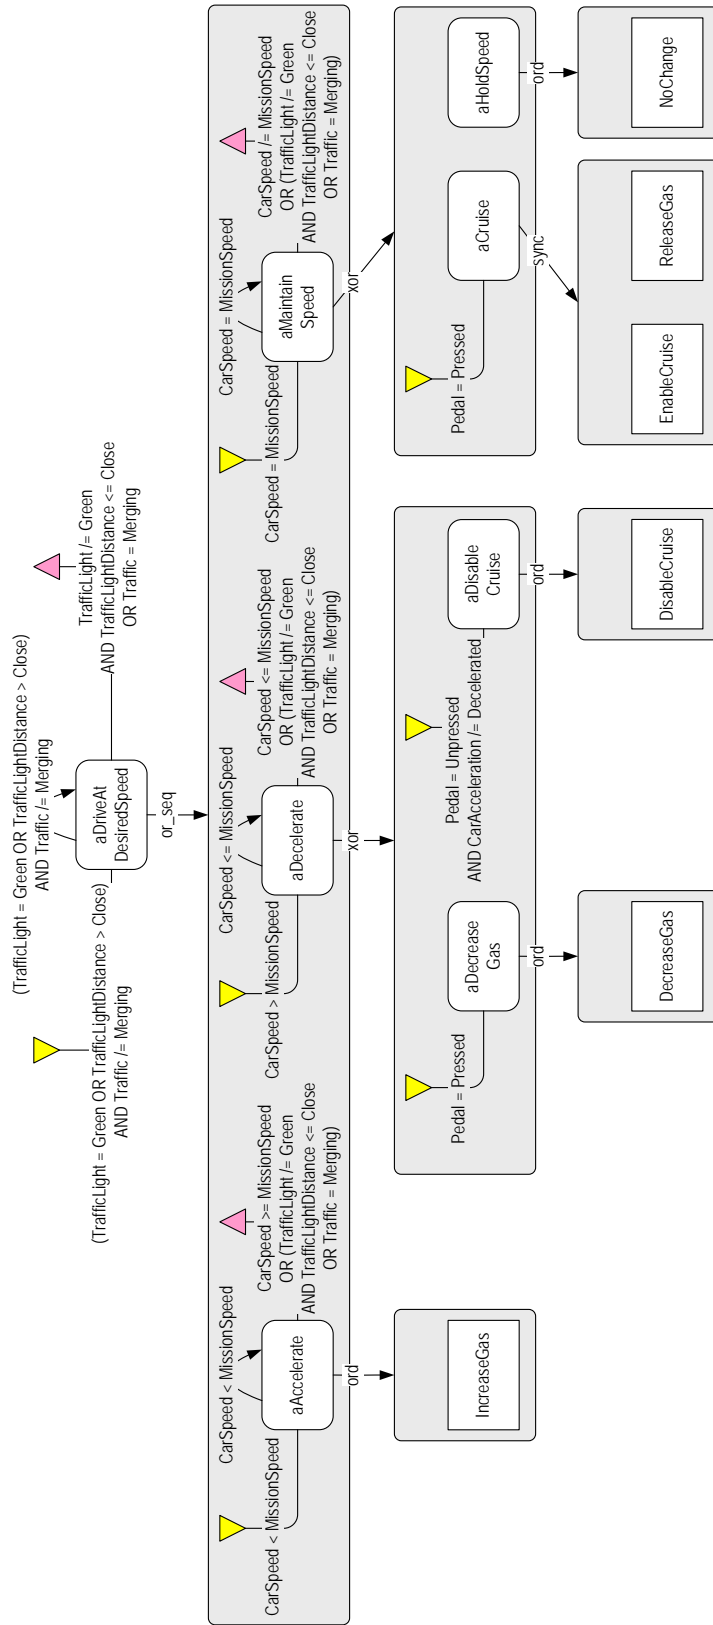 (TrafficLight = Green OR TrafficLightDistance > Close)
AND Traffic /= Merging
(TrafficLight = Green OR TrafficLightDistance > Close)
AND Traffic /= Merging
aDriveAt
DesiredSpeed
TrafficLight /= Green
AND TrafficLightDistance <= Close
OR Traffic = Merging
or_seq
CarSpeed < MissionSpeed
CarSpeed < MissionSpeed
aAccelerate
CarSpeed >= MissionSpeed
OR (TrafficLight /= Green
AND TrafficLightDistance <= Close
OR Traffic = Merging)
CarSpeed > MissionSpeed
CarSpeed <= MissionSpeed
aDecelerate
CarSpeed <= MissionSpeed
OR (TrafficLight /= Green
AND TrafficLightDistance <= Close
OR Traffic = Merging)
CarSpeed = MissionSpeed
CarSpeed = MissionSpeed
aMaintain
Speed
CarSpeed /= MissionSpeed
OR (TrafficLight /= Green
AND TrafficLightDistance <= Close
OR Traffic = Merging)
ord
xor
xor
IncreaseGas
Pedal = Pressed
aDecrease
Gas
Pedal = Unpressed
AND CarAcceleration /= Decelerated
aDisable
Cruise
Pedal = Pressed
aCruise
aHoldSpeed
ord
ord
sync
ord
DecreaseGas
DisableCruise
EnableCruise
ReleaseGas
NoChange